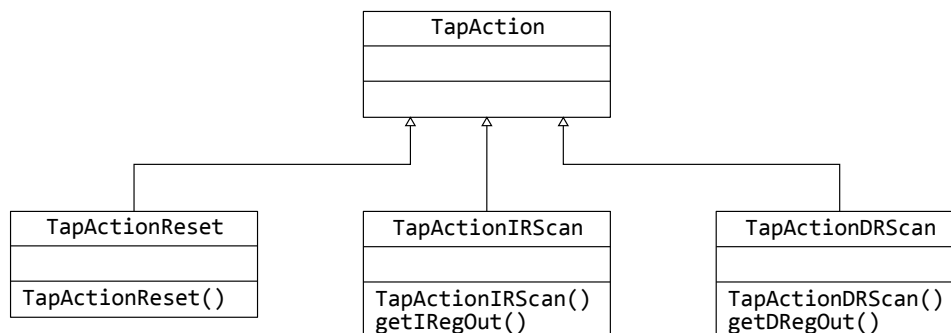 TapAction
TapActionReset
TapActionReset()
TapActionIRScan
TapActionIRScan()
getIRegOut()
TapActionDRScan
TapActionDRScan()
getDRegOut()